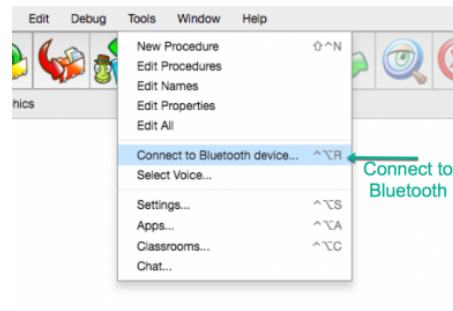 Edit Debug Tools Window Help
New Procedure ⇧^N
Edit Procedures
hics
Edit Names
Edit Properties
Edit All
Connect to Bluetooth device... ^⌥R
Connect to
Select Voice...
Bluetooth
Settings... ^⌥S
Apps... ^⌥A
Classrooms... ^⌥C
Chat...